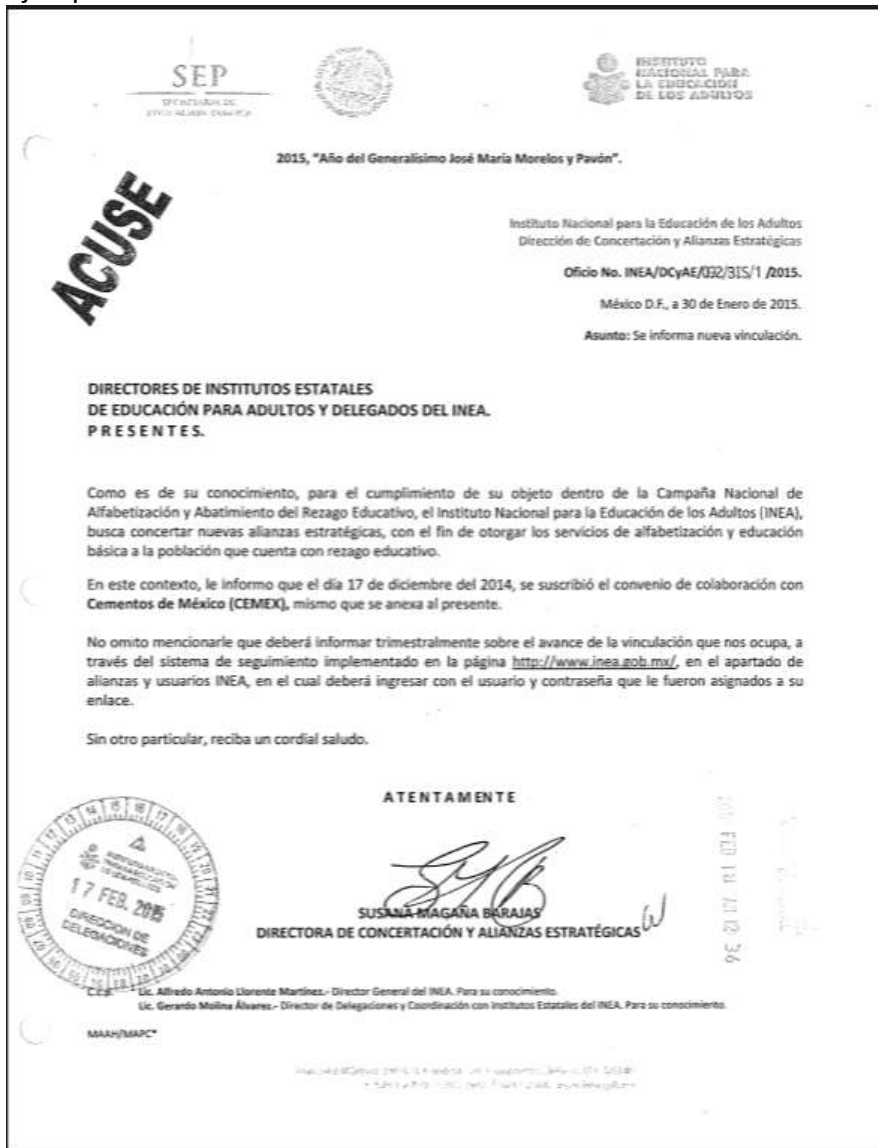 SEP
SECRETARÍA DE
EDUCACIÓN PÚBLICA
INSTITUTO
NACIONAL PARA
LA EDUCACIÓN
DE LOS ADULTOS
2015, "Año del Generalísimo José María Morelos y Pavón".
ACUSE
Instituto Nacional para la Educación de los Adultos
Dirección de Concertación y Alianzas Estratégicas
Oficio No. INEA/DCyAE/092/315/1 /2015.
México D.F., a 30 de Enero de 2015.
Asunto: Se informa nueva vinculación.
DIRECTORES DE INSTITUTOS ESTATALES
DE EDUCACIÓN PARA ADULTOS Y DELEGADOS DEL INEA.
P R E S E N T E S.
Como es de su conocimiento, para el cumplimiento de su objeto dentro de la Campaña Nacional de
Alfabetización y Abatimiento del Rezago Educativo, el Instituto Nacional para la Educación de los Adultos (INEA),
busca concertar nuevas alianzas estratégicas, con el fin de otorgar los servicios de alfabetización y educación
básica a la población que cuenta con rezago educativo.
En este contexto, le informo que el día 17 de diciembre del 2014, se suscribió el convenio de colaboración con
Cementos de México (CEMEX), mismo que se anexa al presente.
No omito mencionarle que deberá informar trimestralmente sobre el avance de la vinculación que nos ocupa, a
través del sistema de seguimiento implementado en la página http://www.inea.gob.mx/, en el apartado de
alianzas y usuarios INEA, en el cual deberá ingresar con el usuario y contraseña que le fueron asignados a su
enlace.
Sin otro particular, reciba un cordial saludo.
A T E N T A M E N T E
SUSANA MAGAÑA BARAJAS
DIRECTORA DE CONCERTACIÓN Y ALIANZAS ESTRATÉGICAS
17 FEB. 2015
DIRECCION DE
DELEGACIONES
C.c.p. Lic. Alfredo Antonio Llorente Martínez.- Director General del INEA. Para su conocimiento.
Lic. Gerardo Molina Álvarez.- Director de Delegaciones y Coordinación con Institutos Estatales del INEA. Para su conocimiento.
MAAH/MAPC*